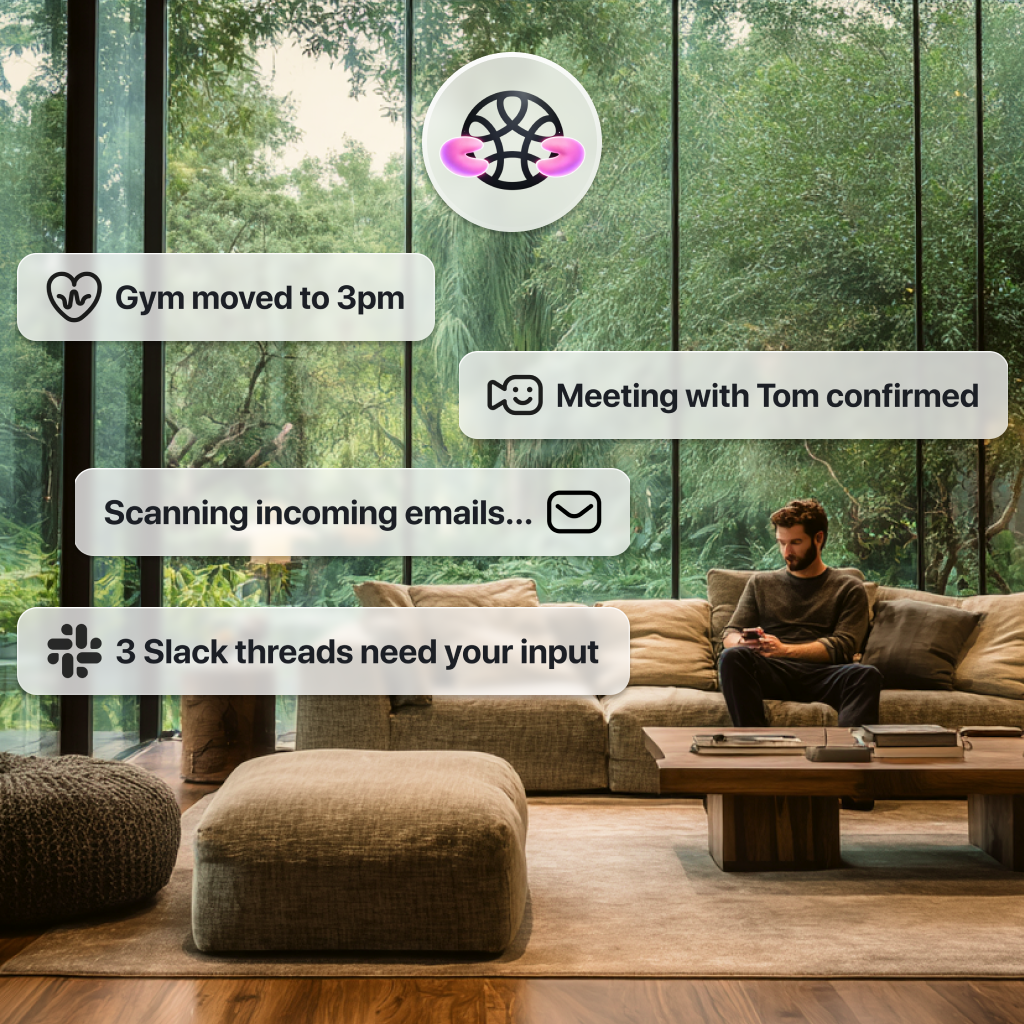 Gym moved to 3pm
Meeting with Tom confirmed
Scanning incoming emails...
3 Slack threads need your input